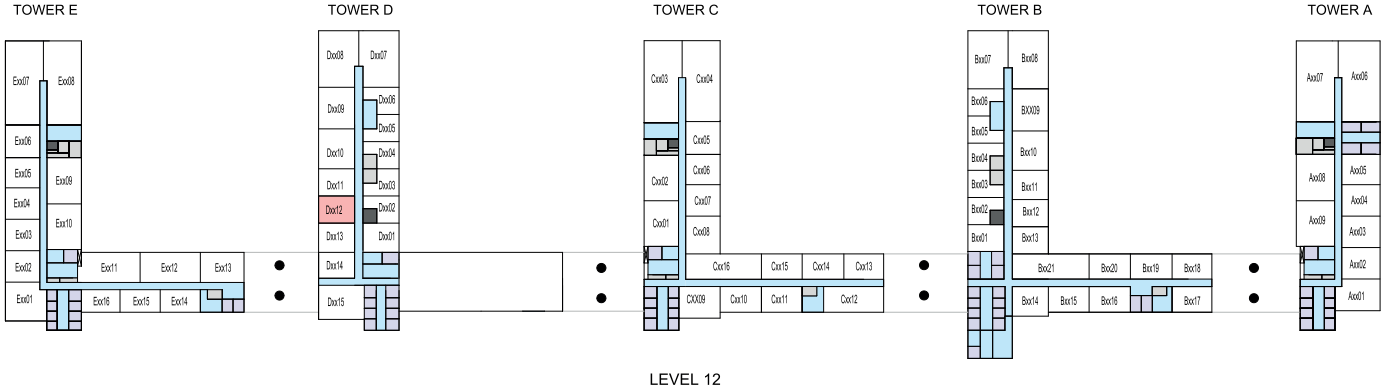 TOWER E
TOWER D
TOWER C
TOWER B
TOWER A
Exx07
Exx08
Exx06
Exx05
Exx09
Exx04
Exx10
Exx03
Exx02
Exx11
Exx12
Exx13
Exx01
Exx16
Exx15
Exx14
Dxx08
Dxx07
Dxx09
Dxx06
Dxx05
Dxx10
Dxx04
Dxx11
Dxx03
Dxx12
Dxx02
Dxx13
Dxx01
Dxx14
Dxx15
Cxx03
Cxx04
Cxx05
Cxx02
Cxx06
Cxx07
Cxx01
Cxx08
Cxx16
Cxx15
Cxx14
Cxx13
CXX09
Cxx10
Cxx11
Cxx12
Bxx07
Bxx08
Bxx06
BXX09
Bxx05
Bxx04
Bxx10
Bxx03
Bxx11
Bxx02
Bxx12
Bxx01
Bxx13
Bxx21
Bxx20
Bxx19
Bxx18
Bxx14
Bxx15
Bxx16
Bxx17
Axx07
Axx06
Axx08
Axx05
Axx04
Axx09
Axx03
Axx02
Axx01
LEVEL 12